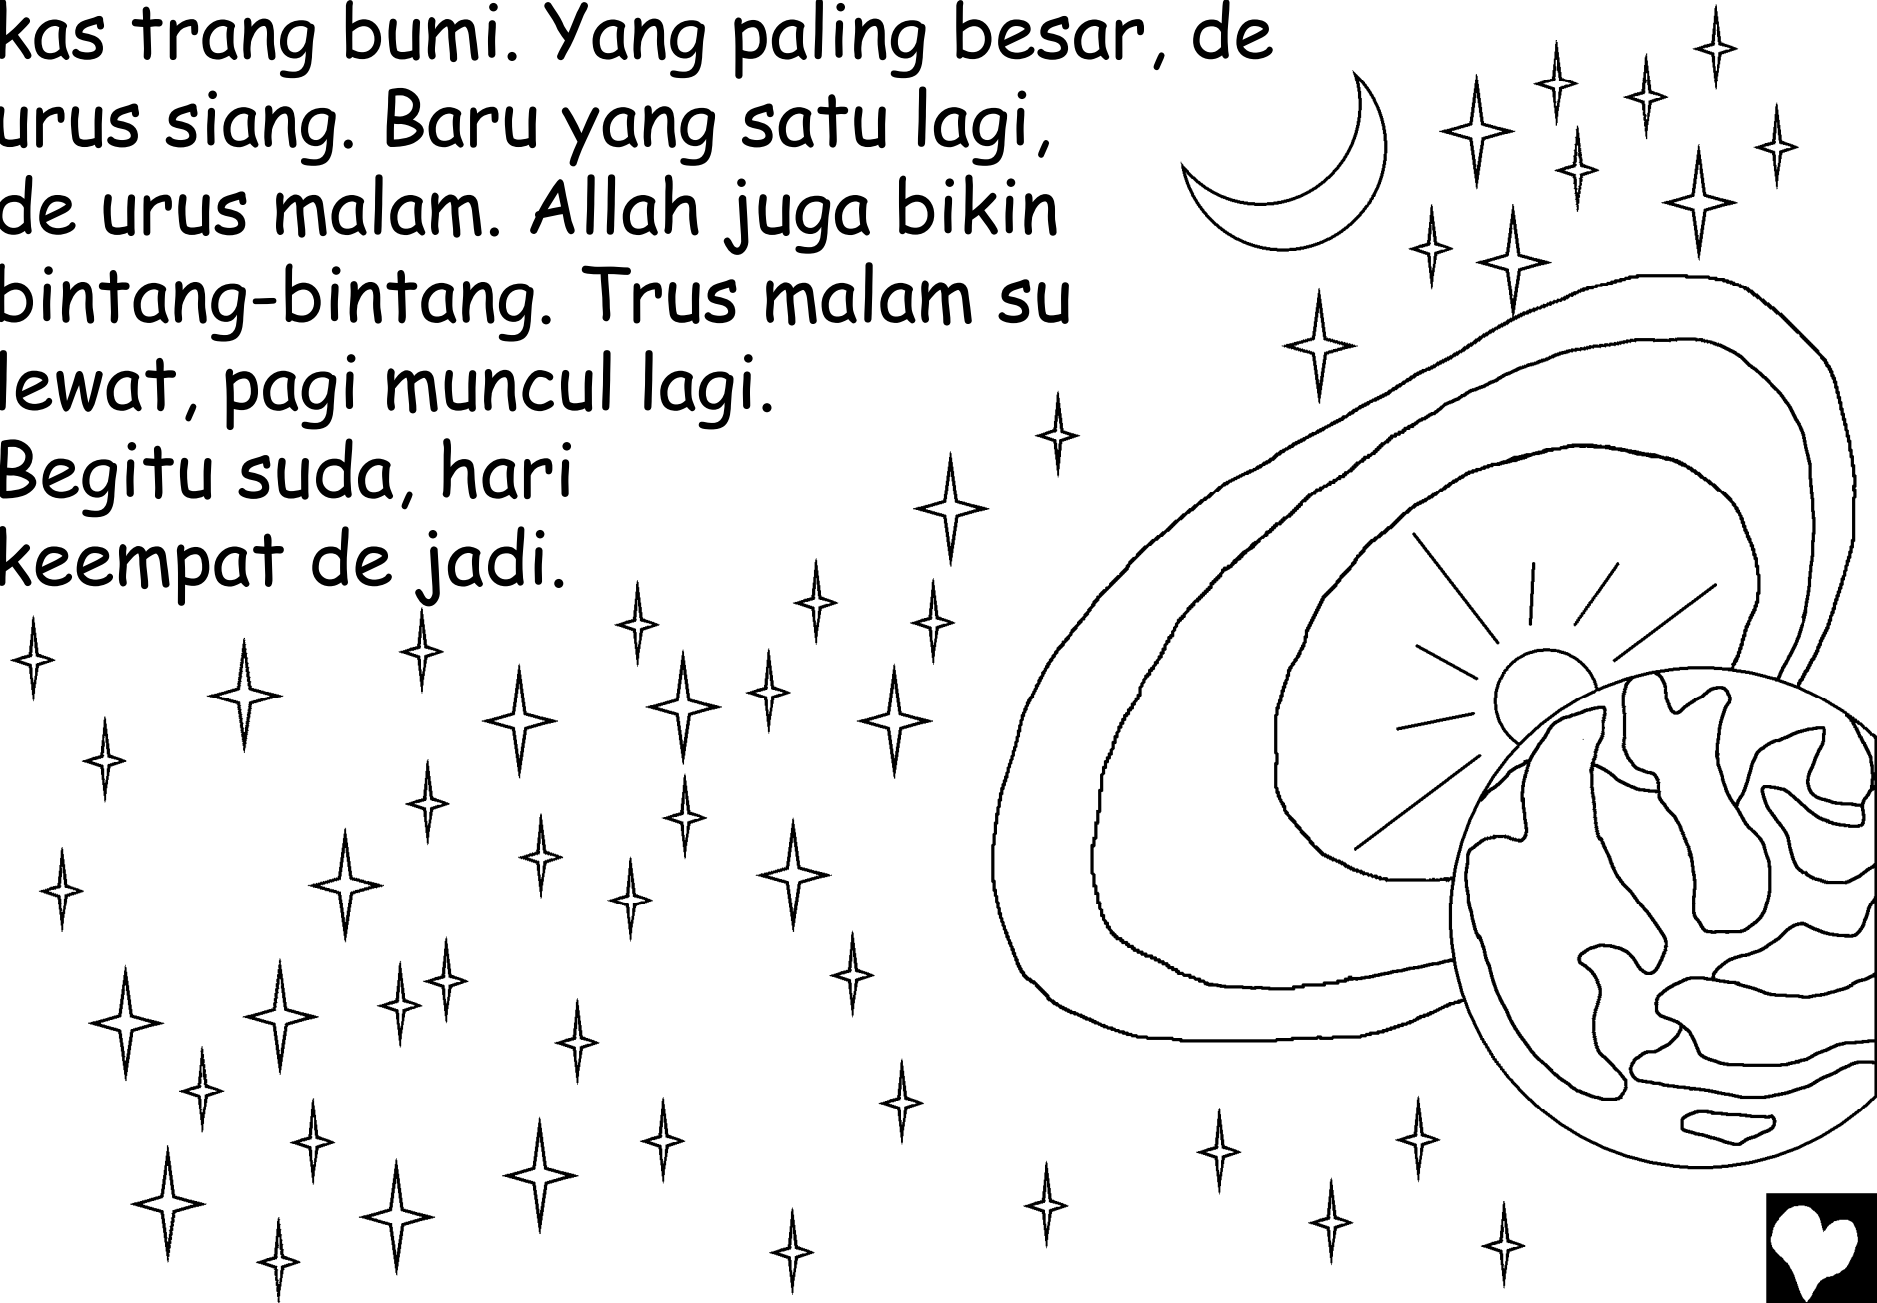 kas trang bumi. Yang paling besar, de
urus siang. Baru yang satu lagi,
de urus malam. Allah juga bikin
bintang-bintang. Trus malam su
lewat, pagi muncul lagi.
Begitu suda, hari
keempat de jadi.